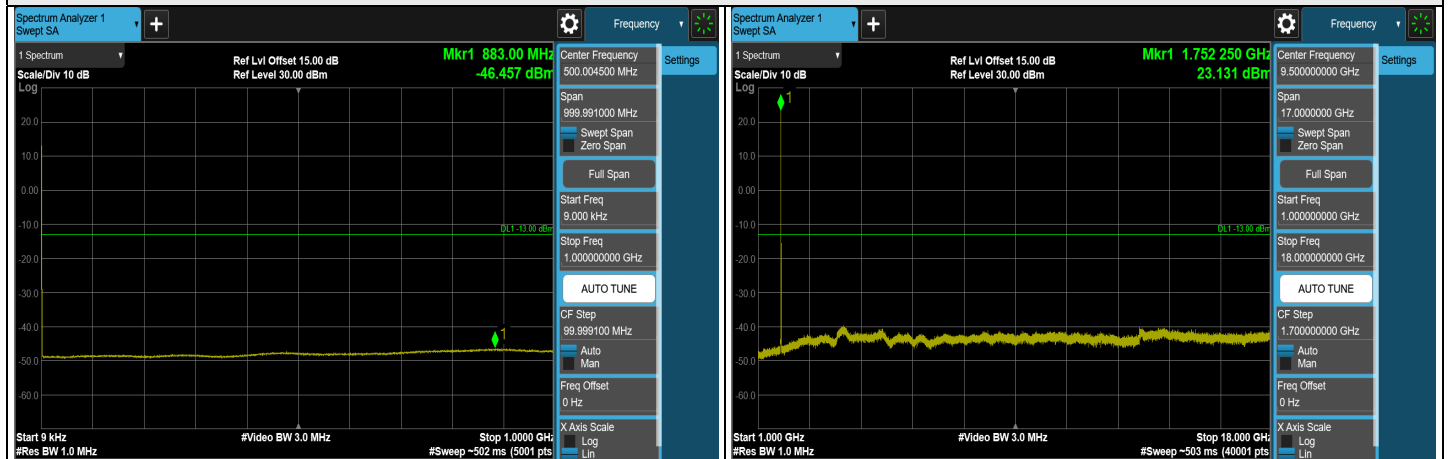 Spectrum Analyzer 1
Swept SA
+
Frequency
1 Spectrum
Scale/Div 10 dB
Log
Ref Lvl Offset 15.00 dB
Ref Level 30.00 dBm
Mkr1 883.00 MHz
-46.457 dBm
20.0
10.0
0.00
-10.0
-20.0
-30.0
-40.0
-50.0
-60.0
DL1 -13.00 dBm
1
Start 9 kHz
#Res BW 1.0 MHz
#Video BW 3.0 MHz
Stop 1.0000 GHz
#Sweep ~502 ms (5001 pts
Center Frequency
500.004500 MHz
Settings
Span
999.991000 MHz
Swept Span
Zero Span
Full Span
Start Freq
9.000 kHz
Stop Freq
1.000000000 GHz
AUTO TUNE
CF Step
99.999100 MHz
Auto
Man
Freq Offset
0 Hz
X Axis Scale
Log
Lin
Spectrum Analyzer 1
Swept SA
+
Frequency
1 Spectrum
Scale/Div 10 dB
Log
Ref Lvl Offset 15.00 dB
Ref Level 30.00 dBm
Mkr1 1.752 250 GHz
23.131 dBm
1
20.0
10.0
0.00
-10.0
-20.0
-30.0
-40.0
-50.0
-60.0
DL1 -13.00 dBm
Start 1.000 GHz
#Res BW 1.0 MHz
#Video BW 3.0 MHz
Stop 18.000 GHz
#Sweep ~503 ms (40001 pts
Center Frequency
9.500000000 GHz
Settings
Span
17.0000000 GHz
Swept Span
Zero Span
Full Span
Start Freq
1.000000000 GHz
Stop Freq
18.000000000 GHz
AUTO TUNE
CF Step
1.700000000 GHz
Auto
Man
Freq Offset
0 Hz
X Axis Scale
Log
Lin